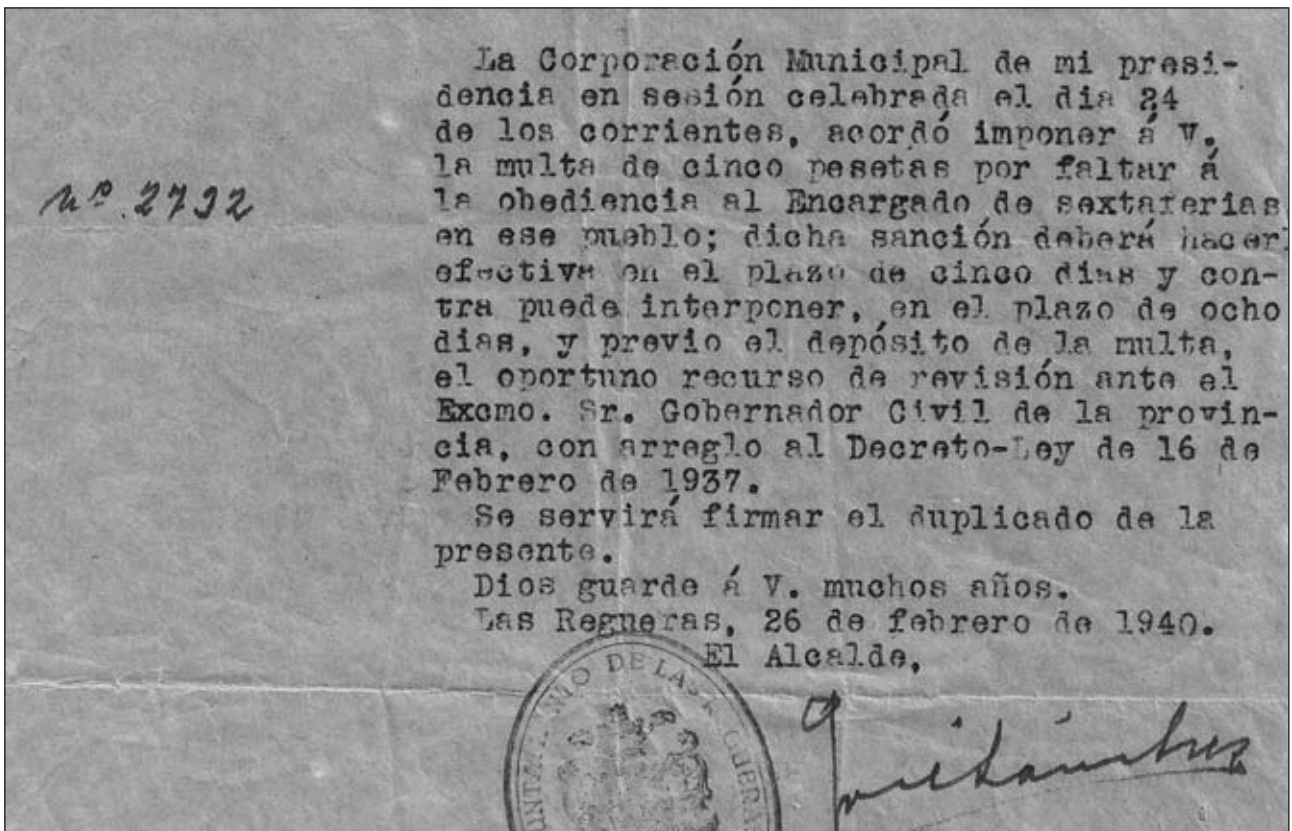 La Corporación Municipal de mi presi-
dencia en sesión celebrada el dia 24
de los corrientes, acordó imponer á V.
la multa de cinco pesetas por faltar á
nº. 2732
la obediencia al Encargado de sextaferias
en ese pueblo; dicha sanción deberá hacer
efectiva en el plazo de cinco dias y con-
tra puede interponer, en el plazo de ocho
dias, y previo el depósito de la multa,
el oportuno recurso de revisión ante el
Excmo. Sr. Gobernador Civil de la provin-
cia, con arreglo al Decreto-Ley de 16 de
Febrero de 1937.
Se servirá firmar el duplicado de la
presente.
Dios guarde á V. muchos años.
Las Regueras, 26 de febrero de 1940.
El Alcalde,
DE LAS